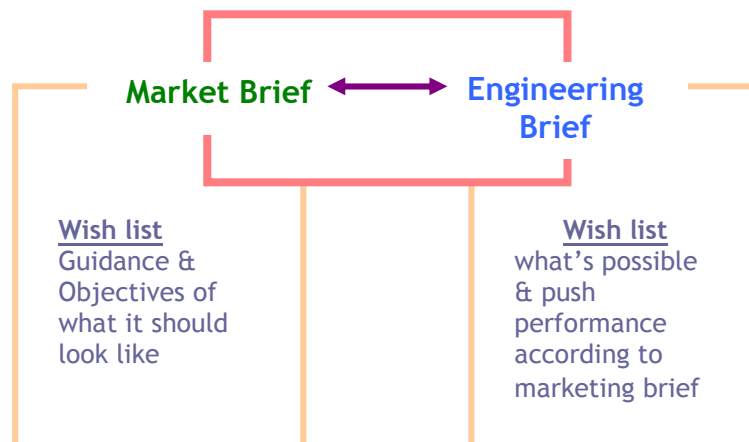 Market Brief
Engineering
Brief
Wish list
Guidance &
Objectives of
what it should
look like
Wish list
what’s possible
& push
performance
according to
marketing brief